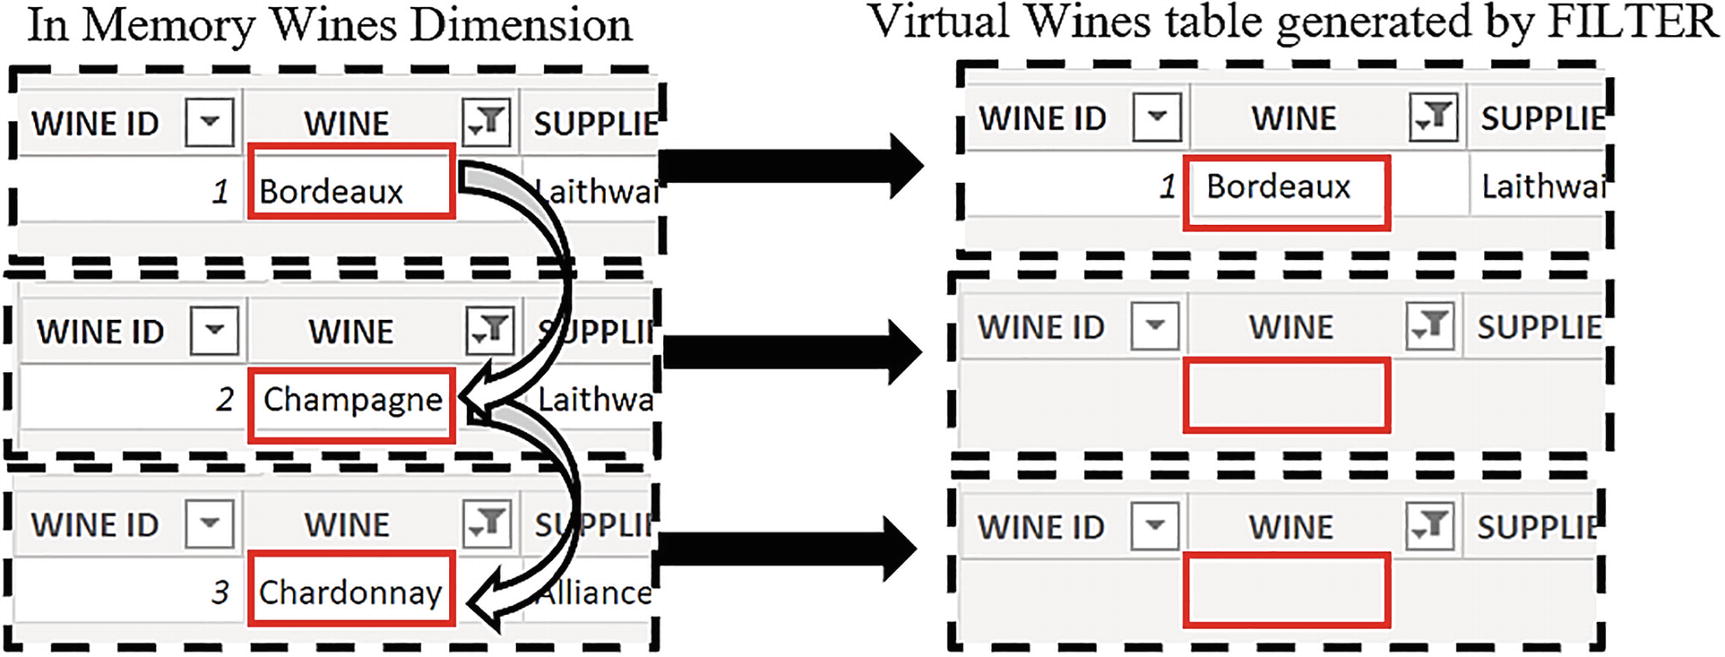 In Memory Wines Dimension
Virtual Wines table generated by FILTER
WINE ID WINE SUPPLIE
1 Bordeaux Laithwai
WINE ID WINE SUPPLIE
2 Champagne Laithwa
WINE ID WINE SUPPLIE
3 Chardonnay Alliance
WINE ID WINE SUPPLIE
1 Bordeaux Laithwai
WINE ID WINE SUPPLIE
WINE ID WINE SUPPLIE